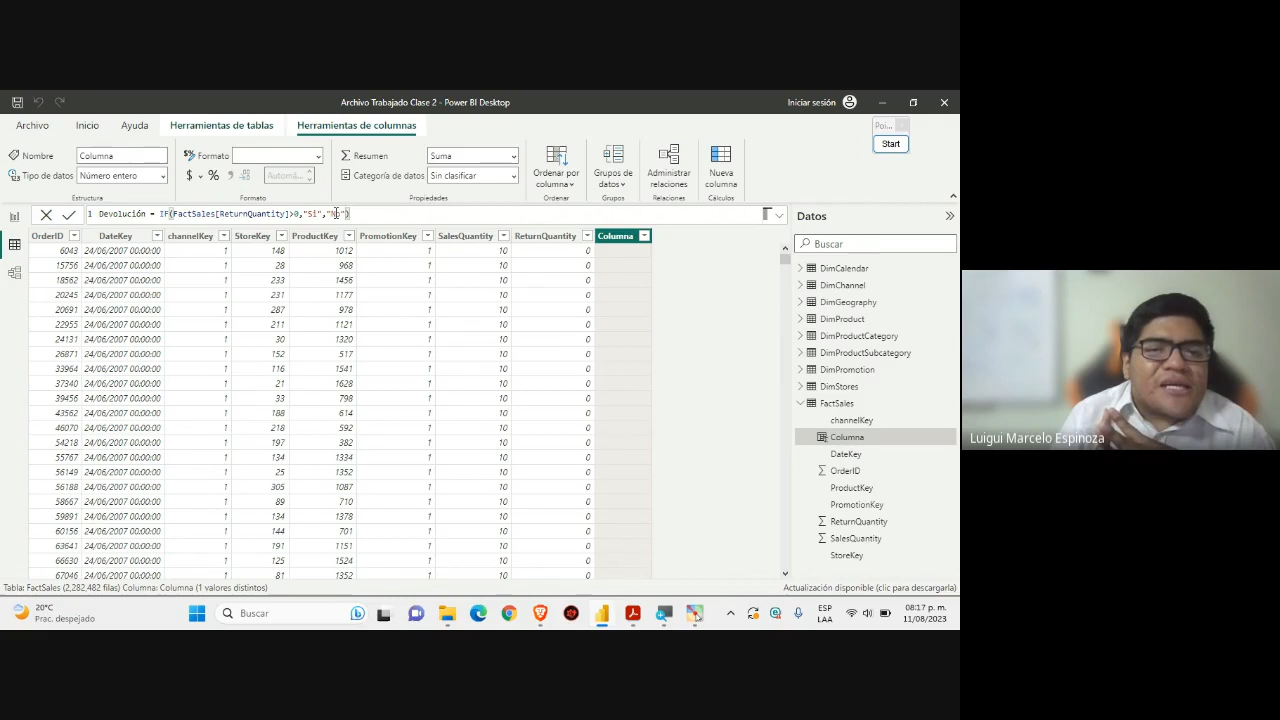 Archivo Trabajado Clase 2 - Power BI Desktop
Iniciar sesión
Archivo Inicio Ayuda Herramientas de tablas Herramientas de columnas
Poi...
Start
Nombre Columna
Formato
Resumen Suma
Tipo de datos Número entero
$ % Automá...
Categoría de datos Sin clasificar
Ordenar por columna
Grupos de datos
Administrar relaciones
Nueva columna
Estructura Formato Propiedades Ordenar Grupos Relaciones Cálculos
1 Devolución = IF(FactSales[ReturnQuantity]>0,"Si","No")
OrderID DateKey channelKey StoreKey ProductKey PromotionKey SalesQuantity ReturnQuantity Columna
6043 24/06/2007 00:00:00 1 148 1012 1 10 0
15756 24/06/2007 00:00:00 1 28 968 1 10 0
18562 24/06/2007 00:00:00 1 233 1456 1 10 0
20245 24/06/2007 00:00:00 1 231 1177 1 10 0
20691 24/06/2007 00:00:00 1 287 978 1 10 0
22955 24/06/2007 00:00:00 1 211 1121 1 10 0
24131 24/06/2007 00:00:00 1 30 1320 1 10 0
26871 24/06/2007 00:00:00 1 152 517 1 10 0
33964 24/06/2007 00:00:00 1 116 1541 1 10 0
37340 24/06/2007 00:00:00 1 21 1628 1 10 0
39456 24/06/2007 00:00:00 1 33 798 1 10 0
43562 24/06/2007 00:00:00 1 188 614 1 10 0
46070 24/06/2007 00:00:00 1 218 592 1 10 0
54218 24/06/2007 00:00:00 1 197 382 1 10 0
55767 24/06/2007 00:00:00 1 134 1334 1 10 0
56149 24/06/2007 00:00:00 1 25 1352 1 10 0
56188 24/06/2007 00:00:00 1 305 1087 1 10 0
58667 24/06/2007 00:00:00 1 89 710 1 10 0
59891 24/06/2007 00:00:00 1 134 1378 1 10 0
60156 24/06/2007 00:00:00 1 144 701 1 10 0
63641 24/06/2007 00:00:00 1 191 1151 1 10 0
66630 24/06/2007 00:00:00 1 125 1524 1 10 0
67046 24/06/2007 00:00:00 1 81 1352 1 10 0
Datos
Buscar
DimCalendar
DimChannel
DimGeography
DimProduct
DimProductCategory
DimProductSubcategory
DimPromotion
DimStores
FactSales
channelKey
Columna
DateKey
OrderID
ProductKey
PromotionKey
ReturnQuantity
SalesQuantity
StoreKey
Tabla: FactSales (2,282,482 filas) Columna: Columna (1 valores distintos)
Actualización disponible (clic para descargarla)
20°C
Prac. despejado
Buscar
ESP
LAA
08:17 p. m.
11/08/2023
Luigui Marcelo Espinoza